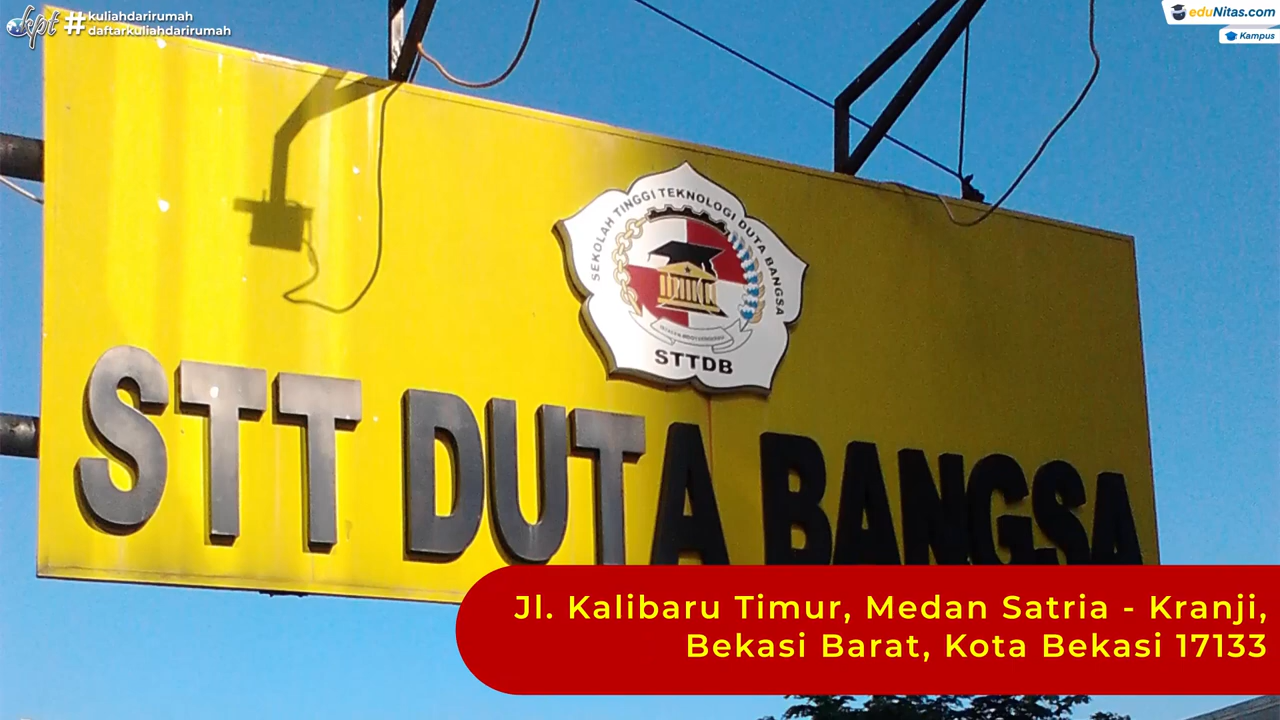 kpt #kuliahdarirumah
daftarkuliahdarirumah
eduNitas.com
Kampus
SEKOLAH TINGGI TEKNOLOGI DUTA BANGSA
STTDB
STT DUTA BANGSA
Jl. Kalibaru Timur, Medan Satria - Kranji,
Bekasi Barat, Kota Bekasi 17133